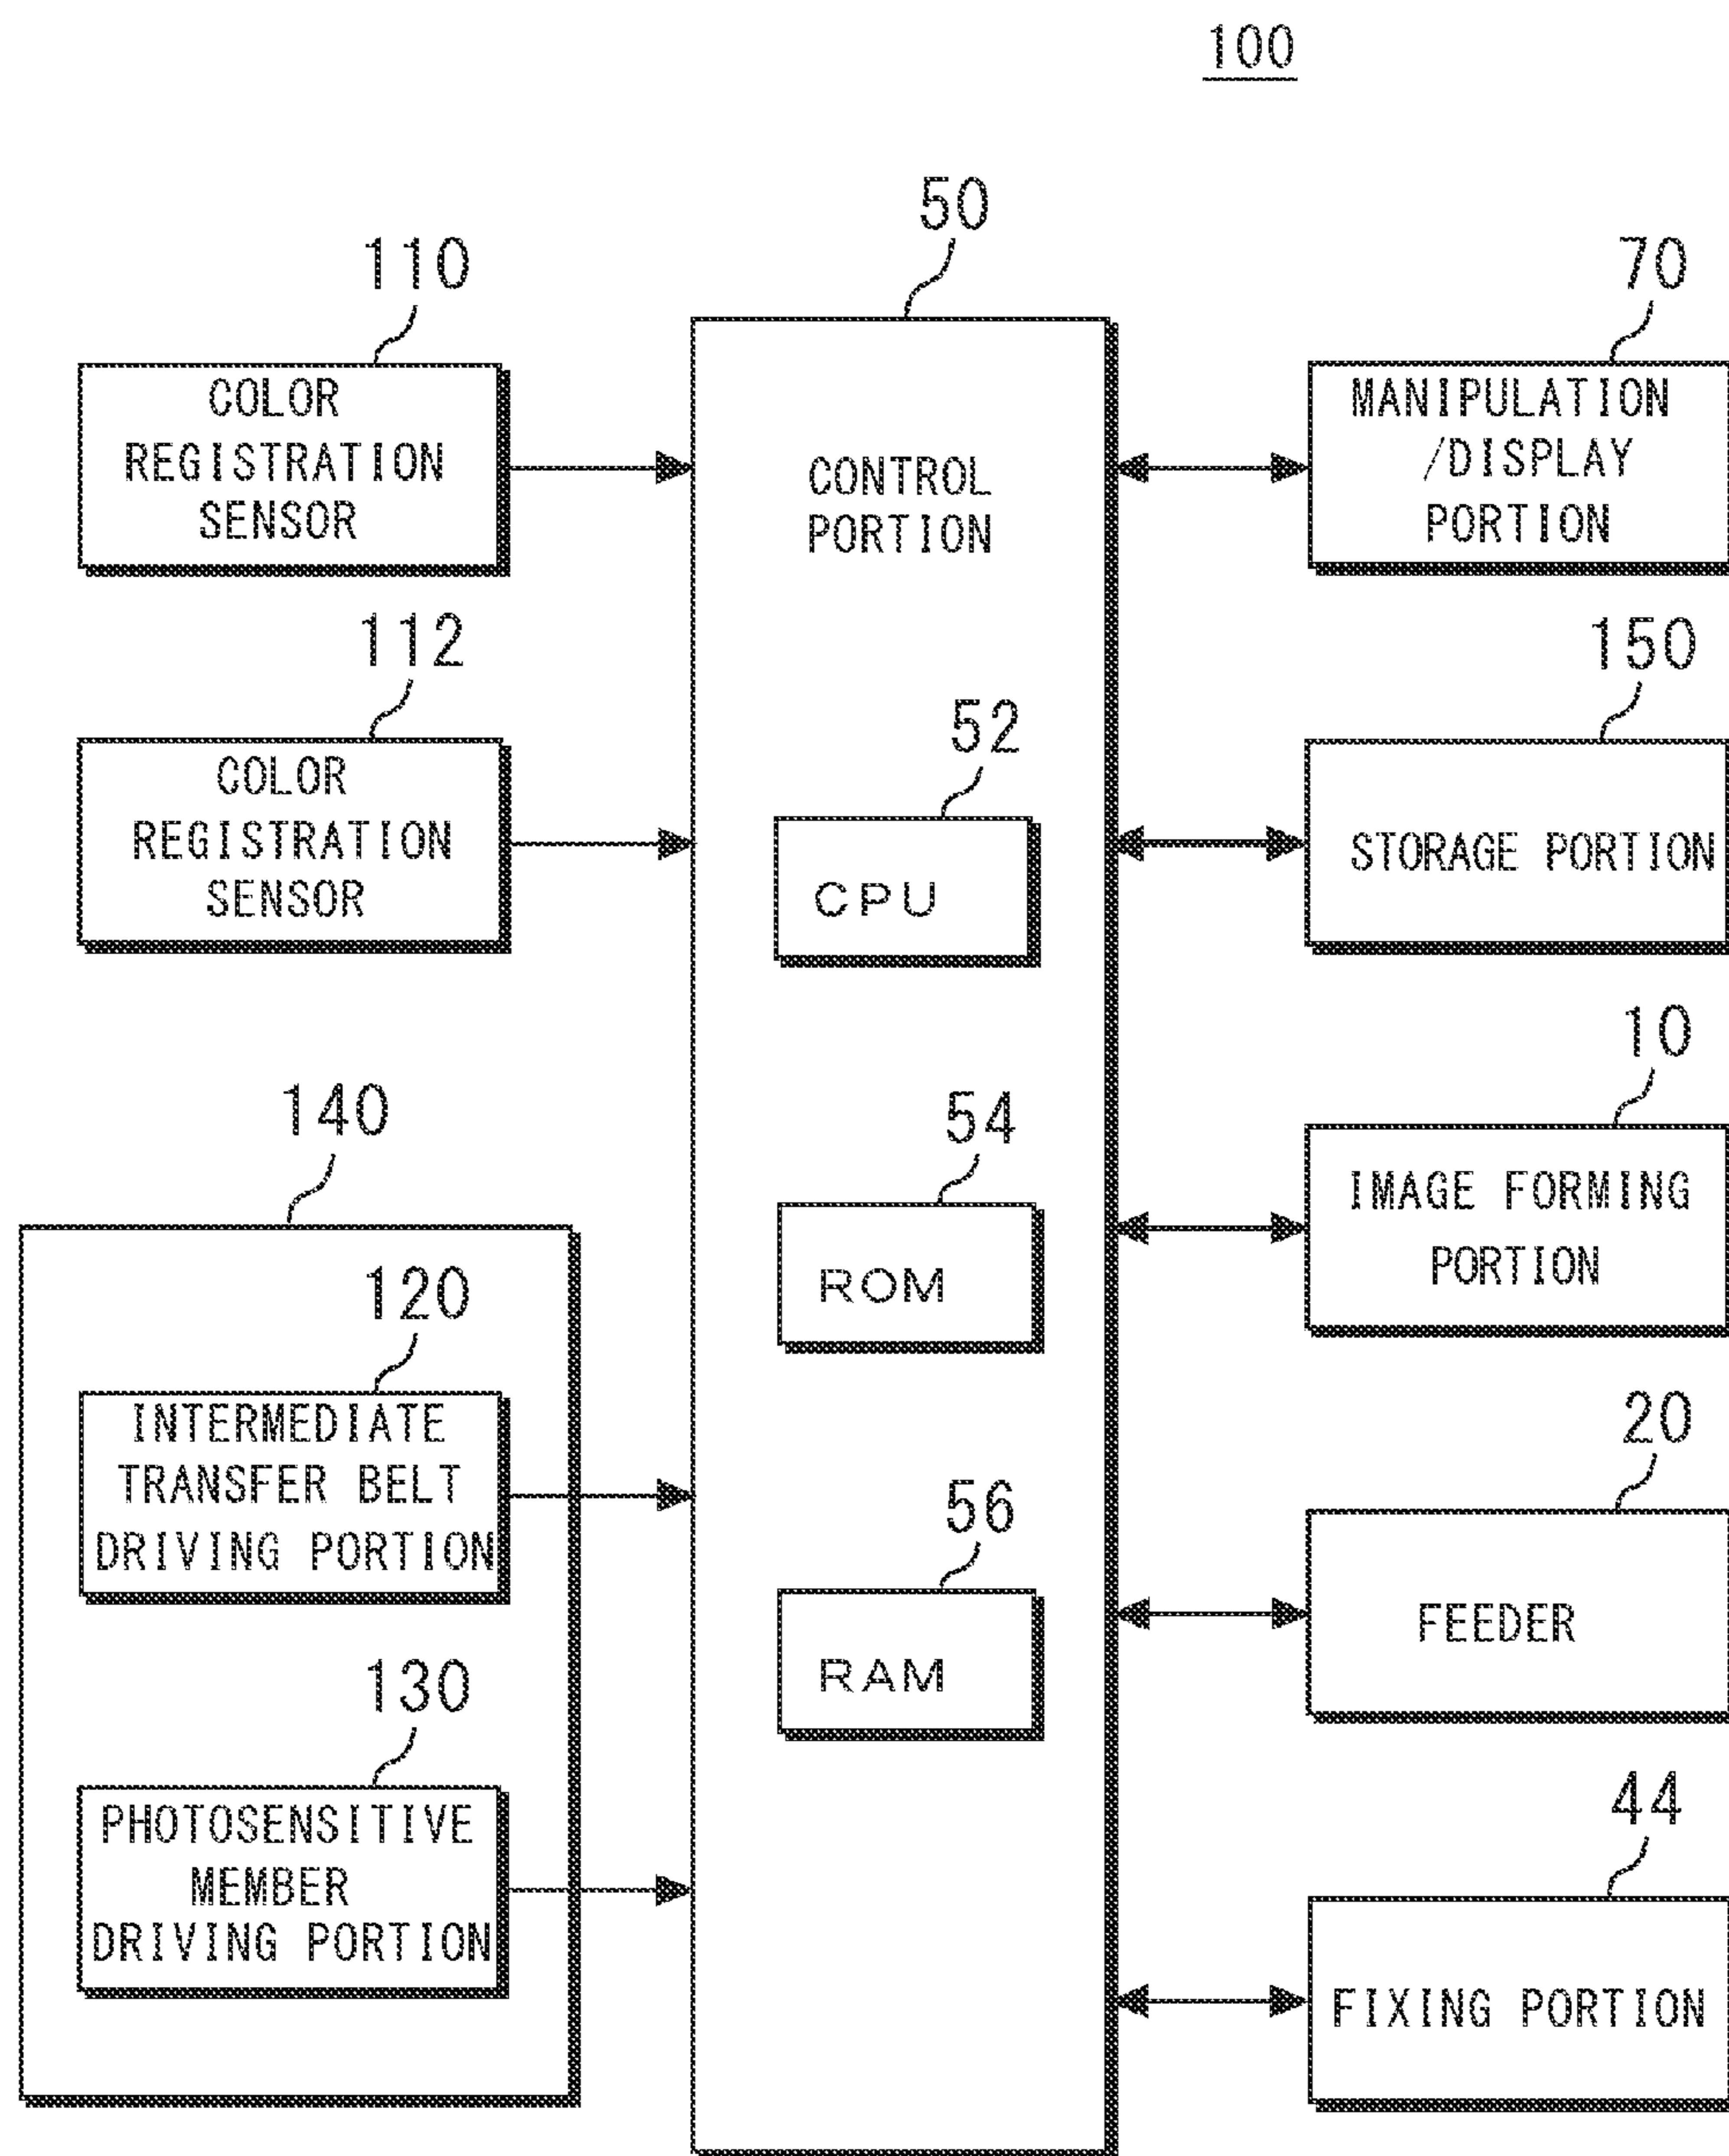 100
50
110
COLOR
REGISTRATION
SENSOR
112
COLOR
REGISTRATION
SENSOR
140
120
INTERMEDIATE
TRANSFER BELT
DRIVING PORTION
130
PHOTOSENSITIVE
MEMBER
DRIVING PORTION
CONTROL
PORTION
52
CPU
54
ROM
56
RAM
70
MANIPULATION
/DISPLAY
PORTION
150
STORAGE PORTION
10
IMAGE FORMING
PORTION
20
FEEDER
44
FIXING PORTION